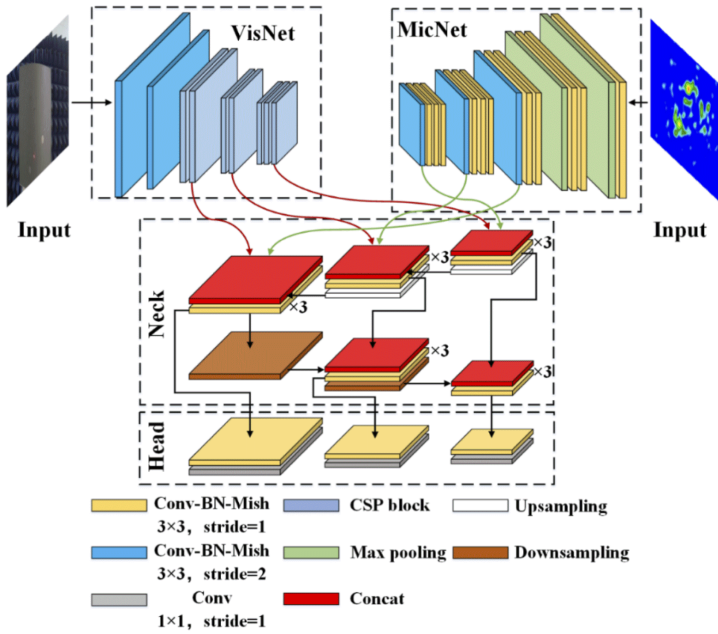 VisNet
MicNet
Input
Input
×3
×3
×3
×3
×3
Neck
Head
Conv-BN-Mish
3×3, stride=1
CSP block
Upsampling
Conv-BN-Mish
3×3, stride=2
Max pooling
Downsampling
Conv
1×1, stride=1
Concat